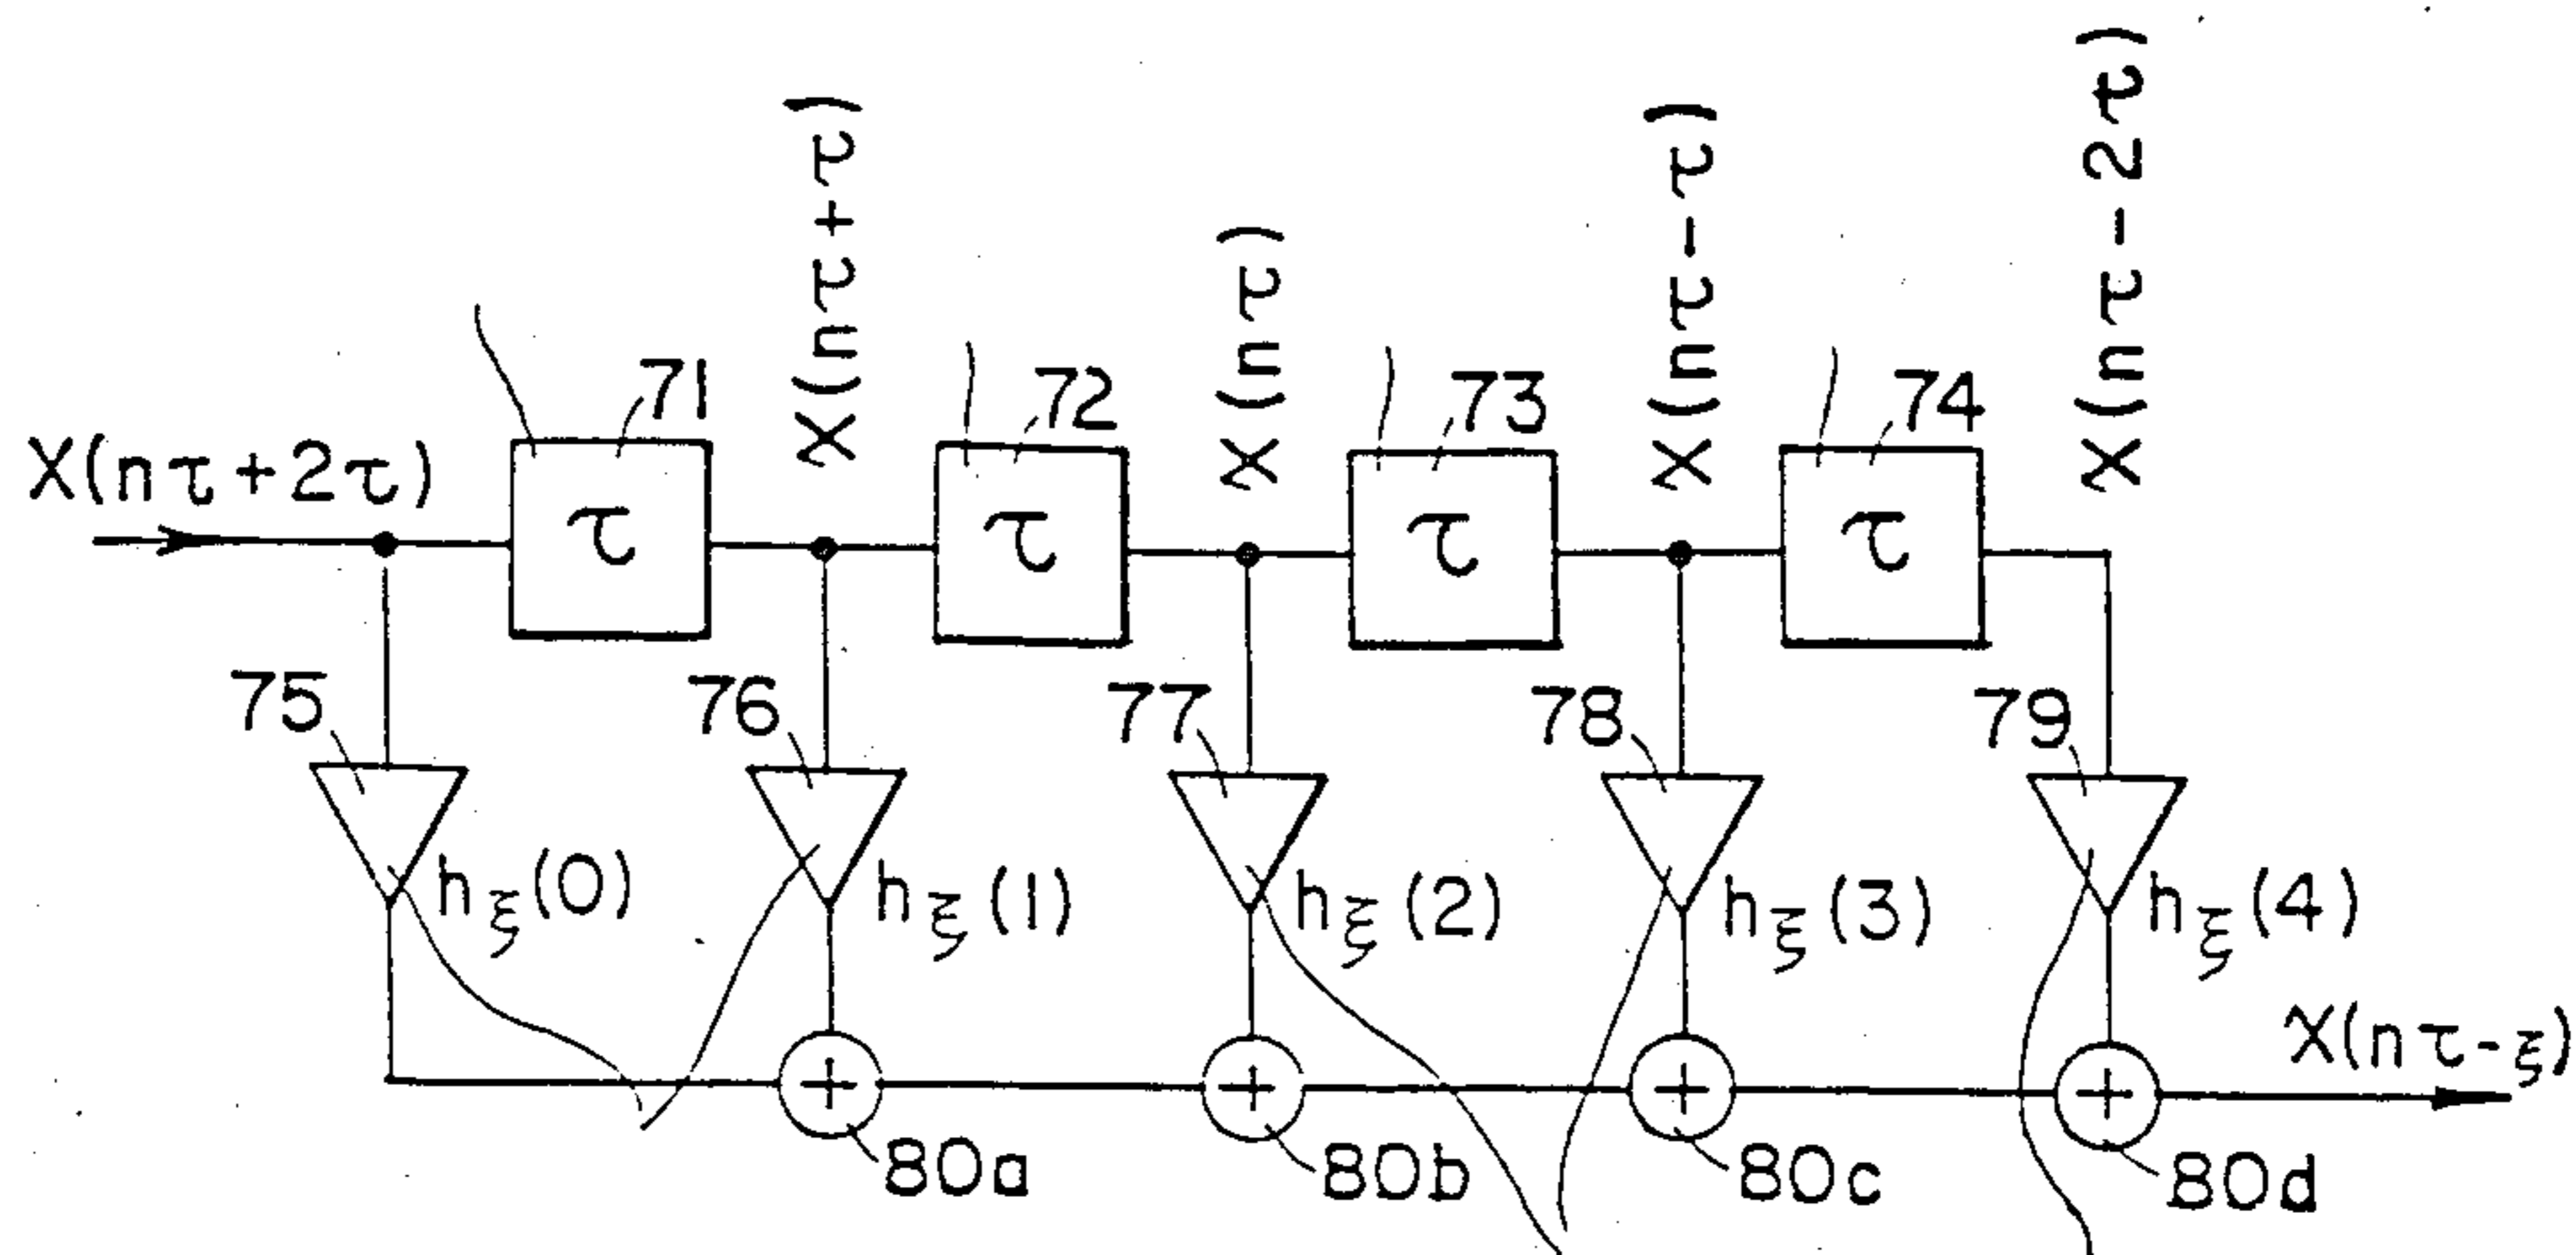 X(nτ+τ)
X(nτ)
X(nτ-τ)
X(nτ-2τ)
71
72
73
74
X(nτ+2τ)
τ
τ
τ
τ
75
76
77
78
79
hξ(0)
hξ(1)
hξ(2)
hξ(3)
hξ(4)
+
+
+
+
X(nτ-ξ)
80a
80b
80c
80d